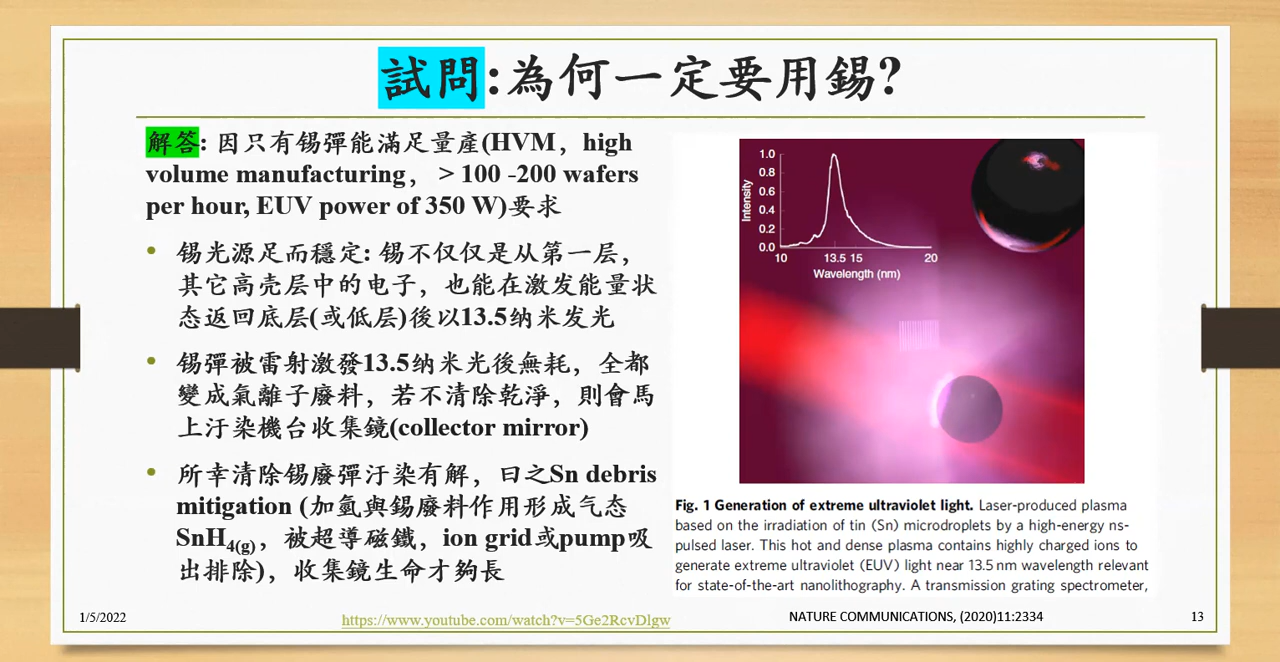 試問:為何一定要用錫?
解答: 因只有錫彈能滿足量產(HVM，high
volume manufacturing， > 100 -200 wafers
per hour, EUV power of 350 W)要求
• 錫光源足而穩定: 錫不仅仅是从第一层，
其它高壳层中的电子，也能在激发能量状
态返回底层(或低层)後以13.5纳米发光
• 錫彈被雷射激發13.5纳米光後無耗，全都
變成氣離子廢料，若不清除乾淨，則會馬
上汙染機台收集鏡(collector mirror)
• 所幸清除錫廢彈汙染有解，曰之Sn debris
mitigation (加氫與錫廢料作用形成气态
SnH4(g)，被超導磁鐵，ion grid或pump吸
出排除)，收集鏡生命才夠長
1.0
0.8
0.6
0.4
0.2
0.0
Intensity
10 13.5 15 20
Wavelength (nm)
Fig. 1 Generation of extreme ultraviolet light. Laser-produced plasma
based on the irradiation of tin (Sn) microdroplets by a high-energy ns-
pulsed laser. This hot and dense plasma contains highly charged ions to
generate extreme ultraviolet (EUV) light near 13.5 nm wavelength relevant
for state-of-the-art nanolithography. A transmission grating spectrometer,
1/5/2022
https://www.youtube.com/watch?v=5Ge2RcvDlgw
NATURE COMMUNICATIONS, (2020)11:2334
13